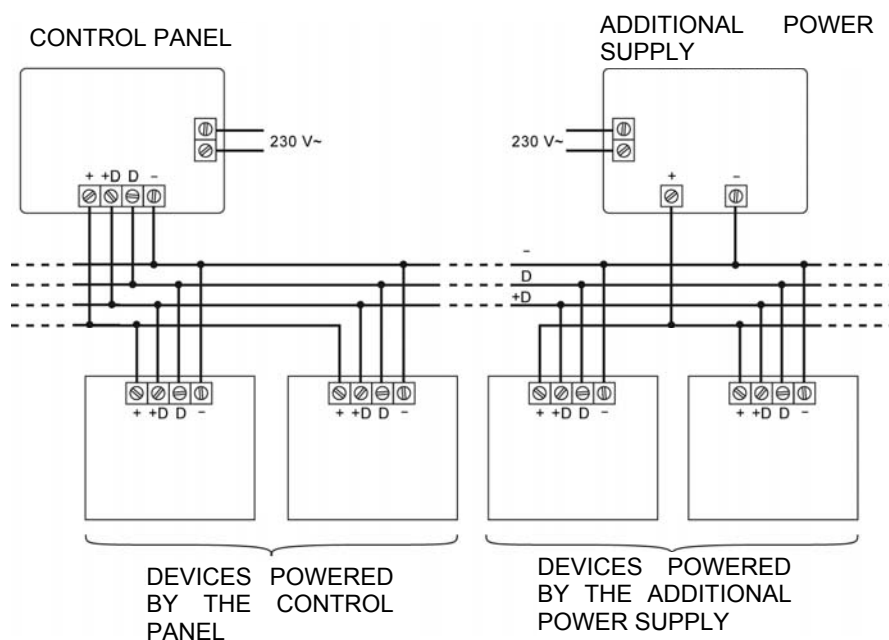 CONTROL PANEL
ADDITIONAL POWER
SUPPLY
230 V~
230 V~
+ +D D −
+ −
−
D
+D
+ +D D −
+ +D D −
+ +D D −
+ +D D −
DEVICES POWERED
BY THE CONTROL
PANEL
DEVICES POWERED
BY THE ADDITIONAL
POWER SUPPLY